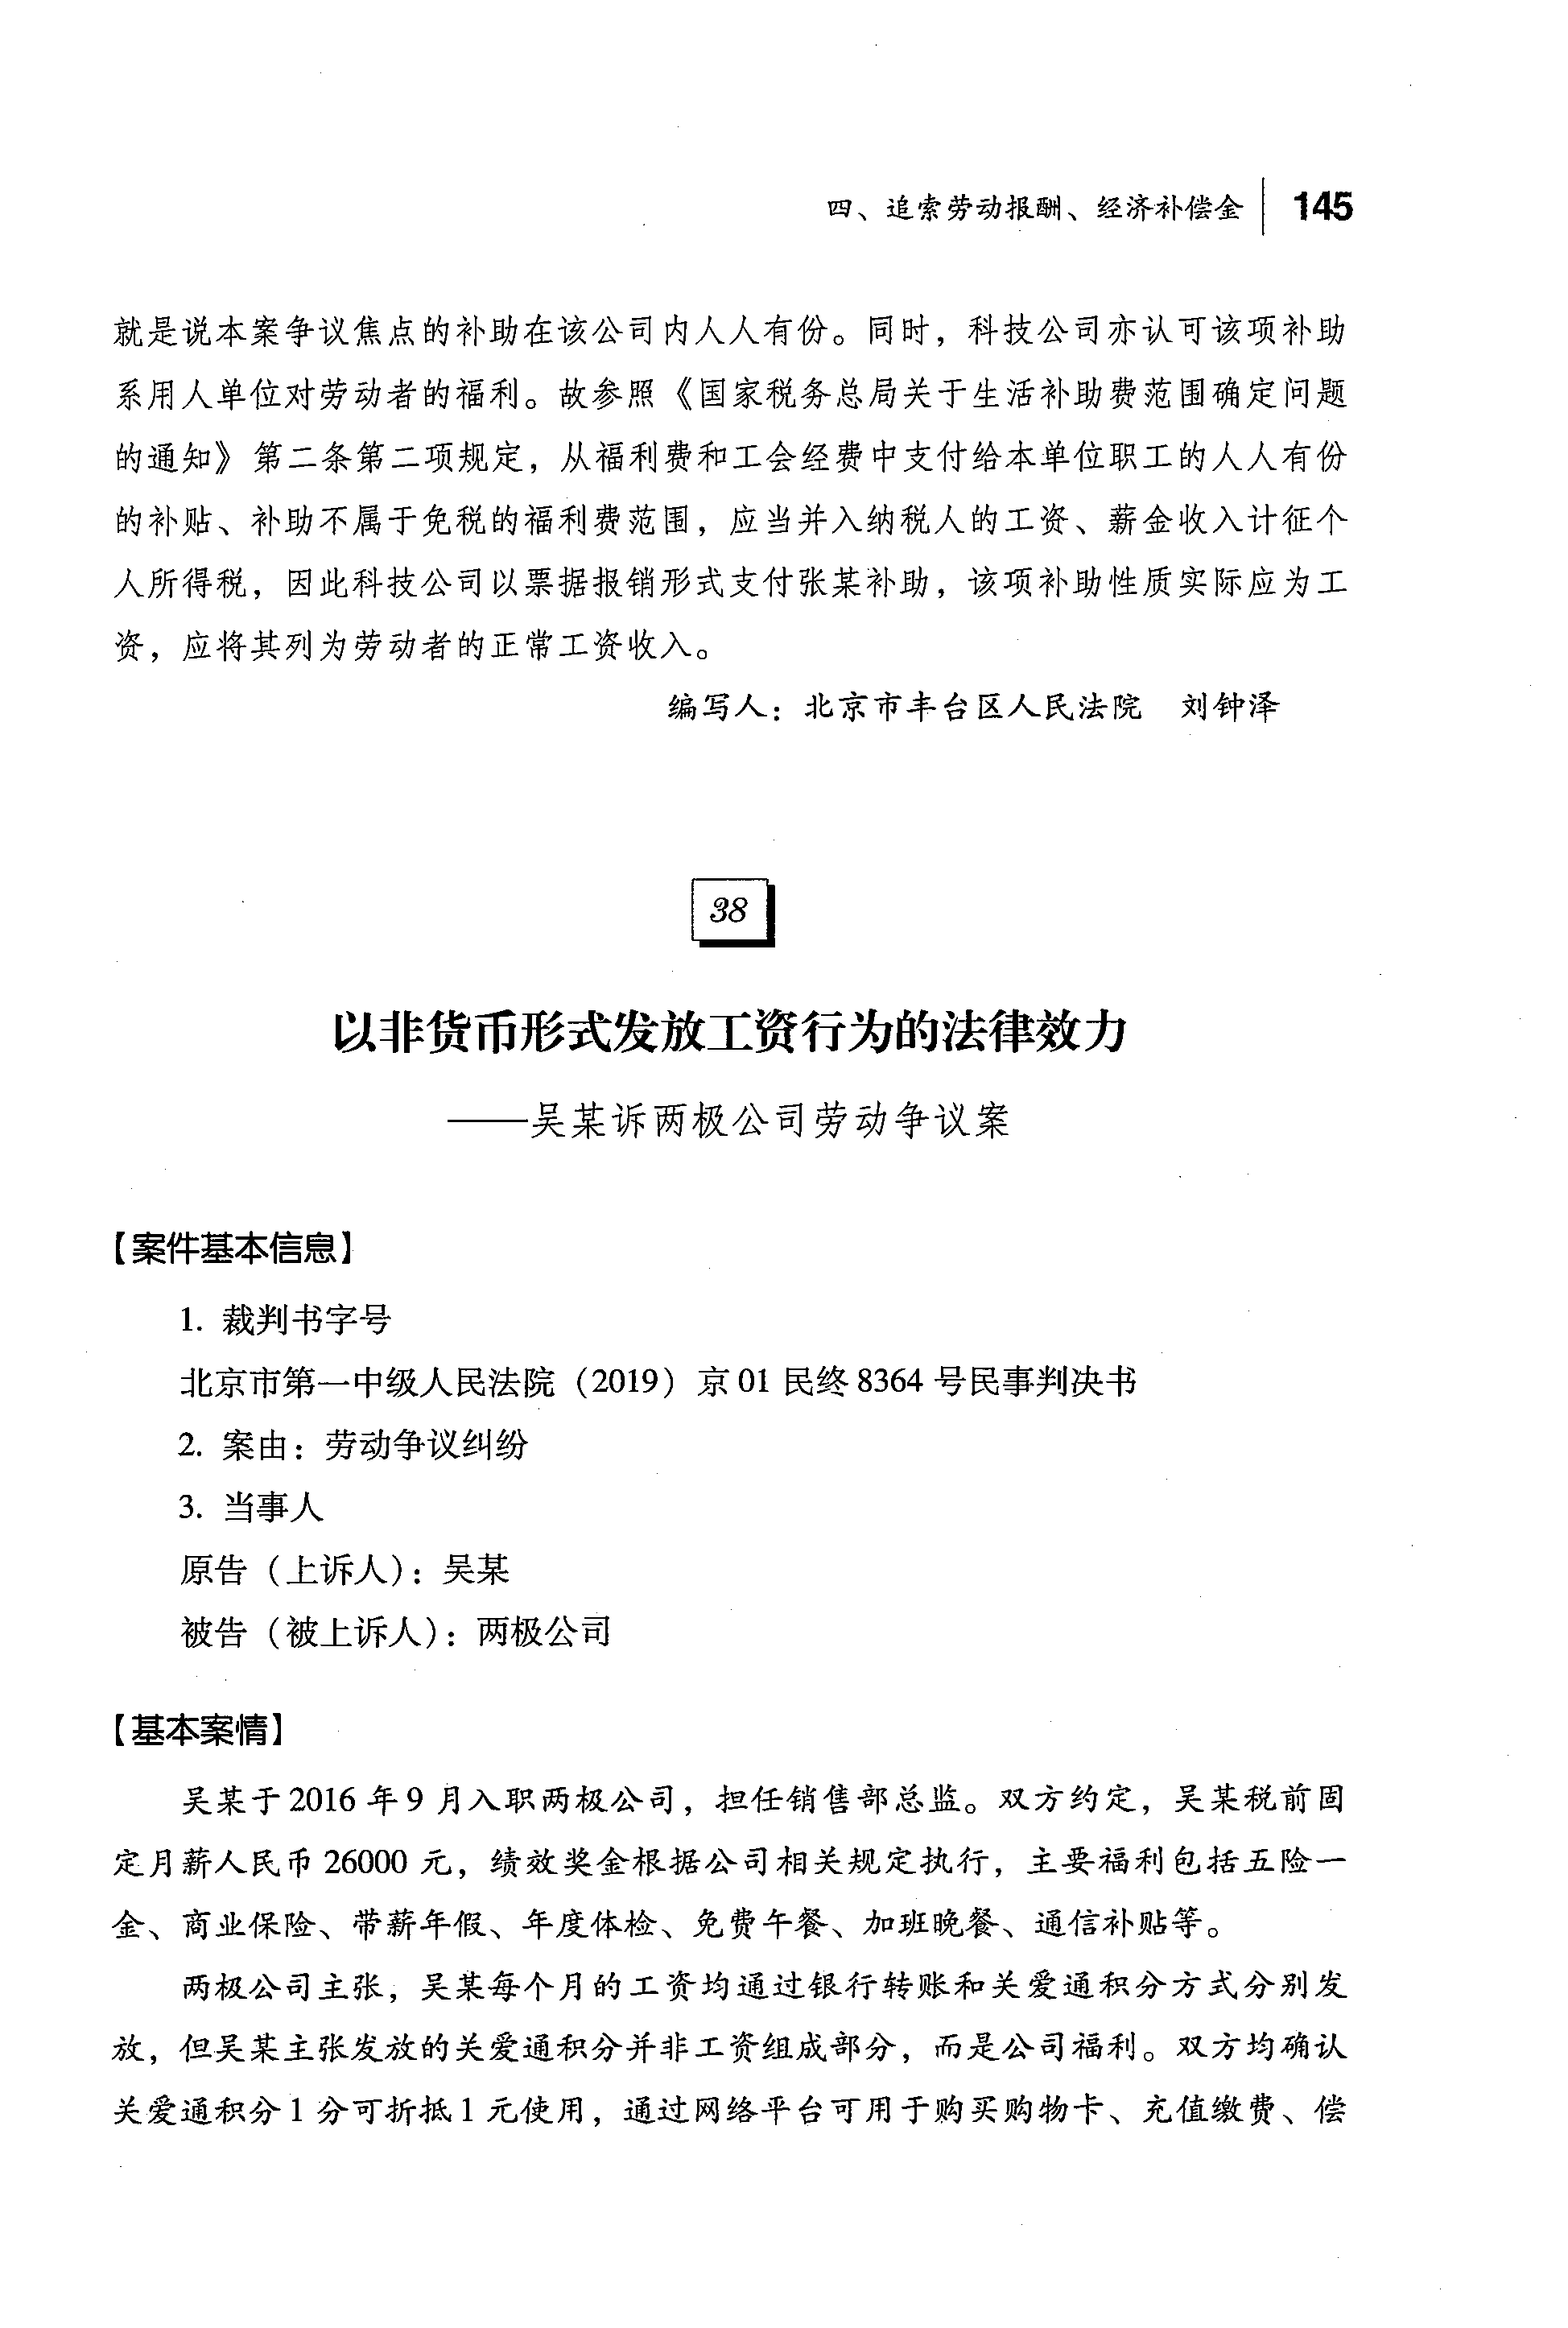 四、追索劳动报酬、经济补偿金 145
就是说本案争议焦点的补助在该公司内人人有份。同时，科技公司亦认可该项补助
系用人单位对劳动者的福利。故参照《国家税务总局关于生活补助费范围确定问题
的通知》第二条第二项规定，从福利费和工会经费中支付给本单位职工的人人有份
的补贴、补助不属于免税的福利费范围，应当并入纳税人的工资、薪金收入计征个
人所得税，因此科技公司以票据报销形式支付张某补助，该项补助性质实际应为工
资，应将其列为劳动者的正常工资收入。
编写人：北京市丰台区人民法院　刘钟泽
38
以非货币形式发放工资行为的法律效力
——吴某诉两极公司劳动争议案
【案件基本信息】
1. 裁判书字号
北京市第一中级人民法院（2019）京 01 民终 8364 号民事判决书
2. 案由：劳动争议纠纷
3. 当事人
原告（上诉人）：吴某
被告（被上诉人）：两极公司
【基本案情】
吴某于 2016 年 9 月入职两极公司，担任销售部总监。双方约定，吴某税前固
定月薪人民币 26000 元，绩效奖金根据公司相关规定执行，主要福利包括五险一
金、商业保险、带薪年假、年度体检、免费午餐、加班晚餐、通信补贴等。
两极公司主张，吴某每个月的工资均通过银行转账和关爱通积分方式分别发
放，但吴某主张发放的关爱通积分并非工资组成部分，而是公司福利。双方均确认
关爱通积分 1 分可折抵 1 元使用，通过网络平台可用于购买购物卡、充值缴费、偿